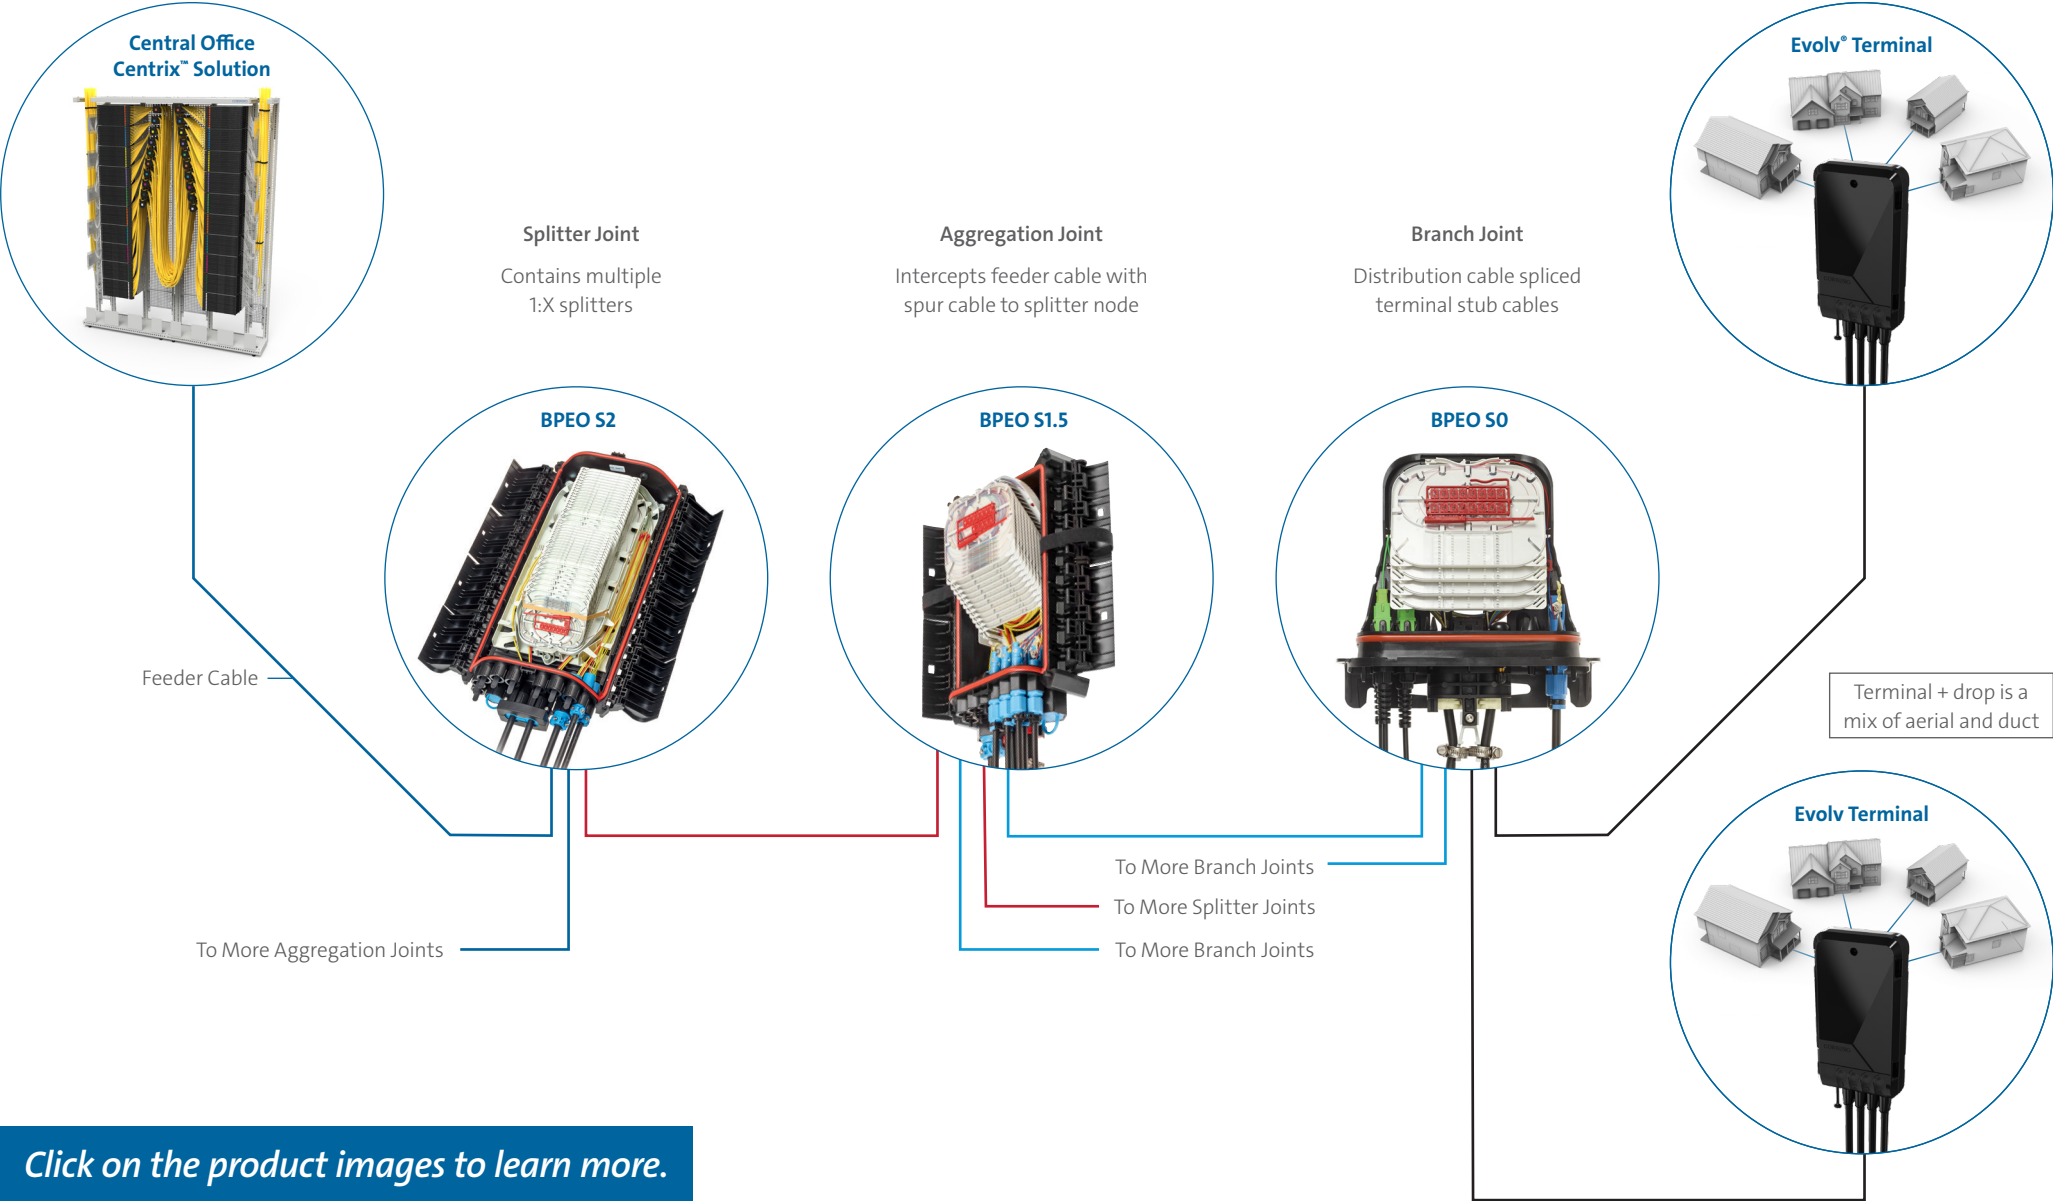 Central Office
Centrix™ Solution
Evolv® Terminal
Splitter Joint
Contains multiple
1:X splitters
Aggregation Joint
Intercepts feeder cable with
spur cable to splitter node
Branch Joint
Distribution cable spliced
terminal stub cables
BPEO S2
BPEO S1.5
BPEO S0
Feeder Cable
Terminal + drop is a
mix of aerial and duct
Evolv Terminal
To More Branch Joints
To More Splitter Joints
To More Aggregation Joints
To More Branch Joints
Click on the product images to learn more.